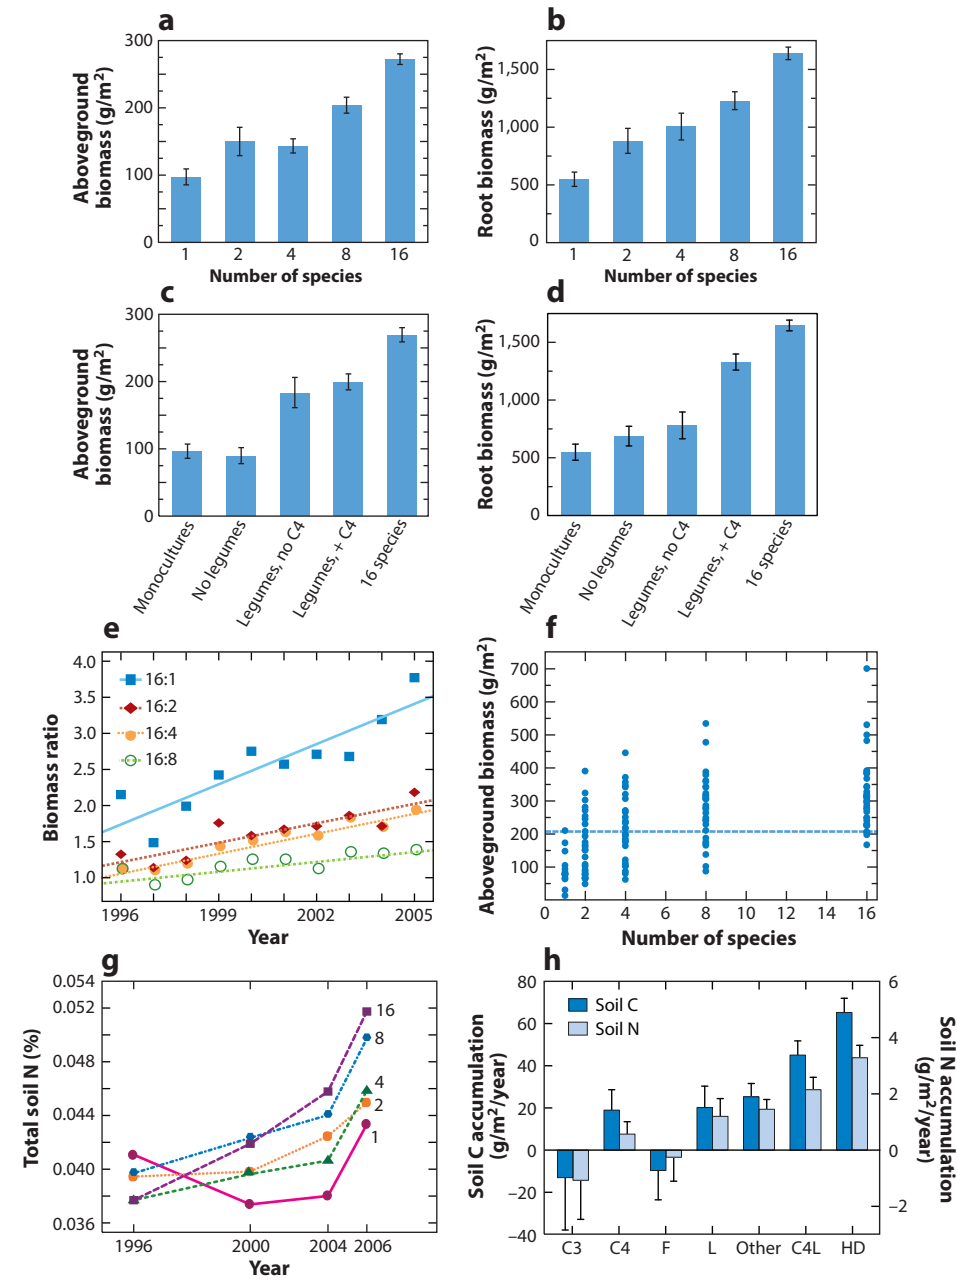 a
Aboveground
biomass (g/m²)
300
200
100
0
1 2 4 8 16
Number of species
b
Root biomass (g/m²)
1,500
1,000
500
0
1 2 4 8 16
Number of species
c
Aboveground
biomass (g/m²)
300
200
100
0
Monocultures
No legumes
Legumes, no C4
Legumes, + C4
16 species
d
Root biomass (g/m²)
1,500
1,000
500
0
Monocultures
No legumes
Legumes, no C4
Legumes, + C4
16 species
e
Biomass ratio
4.0
3.5
3.0
2.5
2.0
1.5
1.0
16:1
16:2
16:4
16:8
1996 1999 2002 2005
Year
f
Aboveground biomass (g/m²)
700
600
500
400
300
200
100
0 2 4 6 8 10 12 14 16
Number of species
g
Total soil N (%)
0.054
0.052
0.048
0.044
0.040
0.036
16
8
4
2
1
1996 2000 2004 2006
Year
h
Soil C accumulation
(g/m²/year)
80
60
40
20
0
−20
−40
Soil C
Soil N
6
4
2
0
−2
Soil N accumulation
(g/m²/year)
C3 C4 F L Other C4L HD